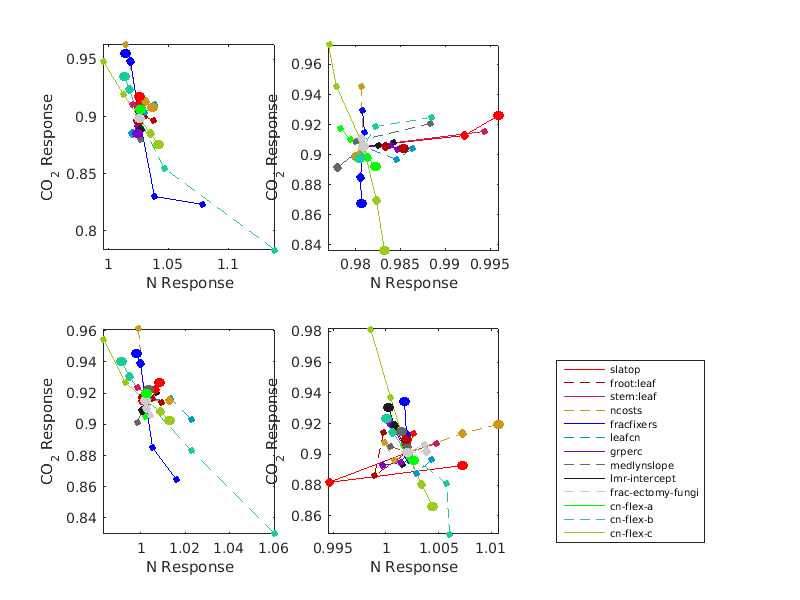 0.95
0.9
0.85
0.8
1
1.05
1.1
N Response
CO2 Response
0.96
0.94
0.92
0.9
0.88
0.86
0.84
0.98
0.985
0.99
0.995
N Response
CO2 Response
0.96
0.94
0.92
0.9
0.88
0.86
0.84
1
1.02
1.04
1.06
N Response
CO2 Response
0.98
0.96
0.94
0.92
0.9
0.88
0.86
0.995
1
1.005
1.01
N Response
CO2 Response
slatop
froot:leaf
stem:leaf
ncosts
fracfixers
leafcn
grperc
medlynslope
lmr-intercept
frac-ectomy-fungi
cn-flex-a
cn-flex-b
cn-flex-c